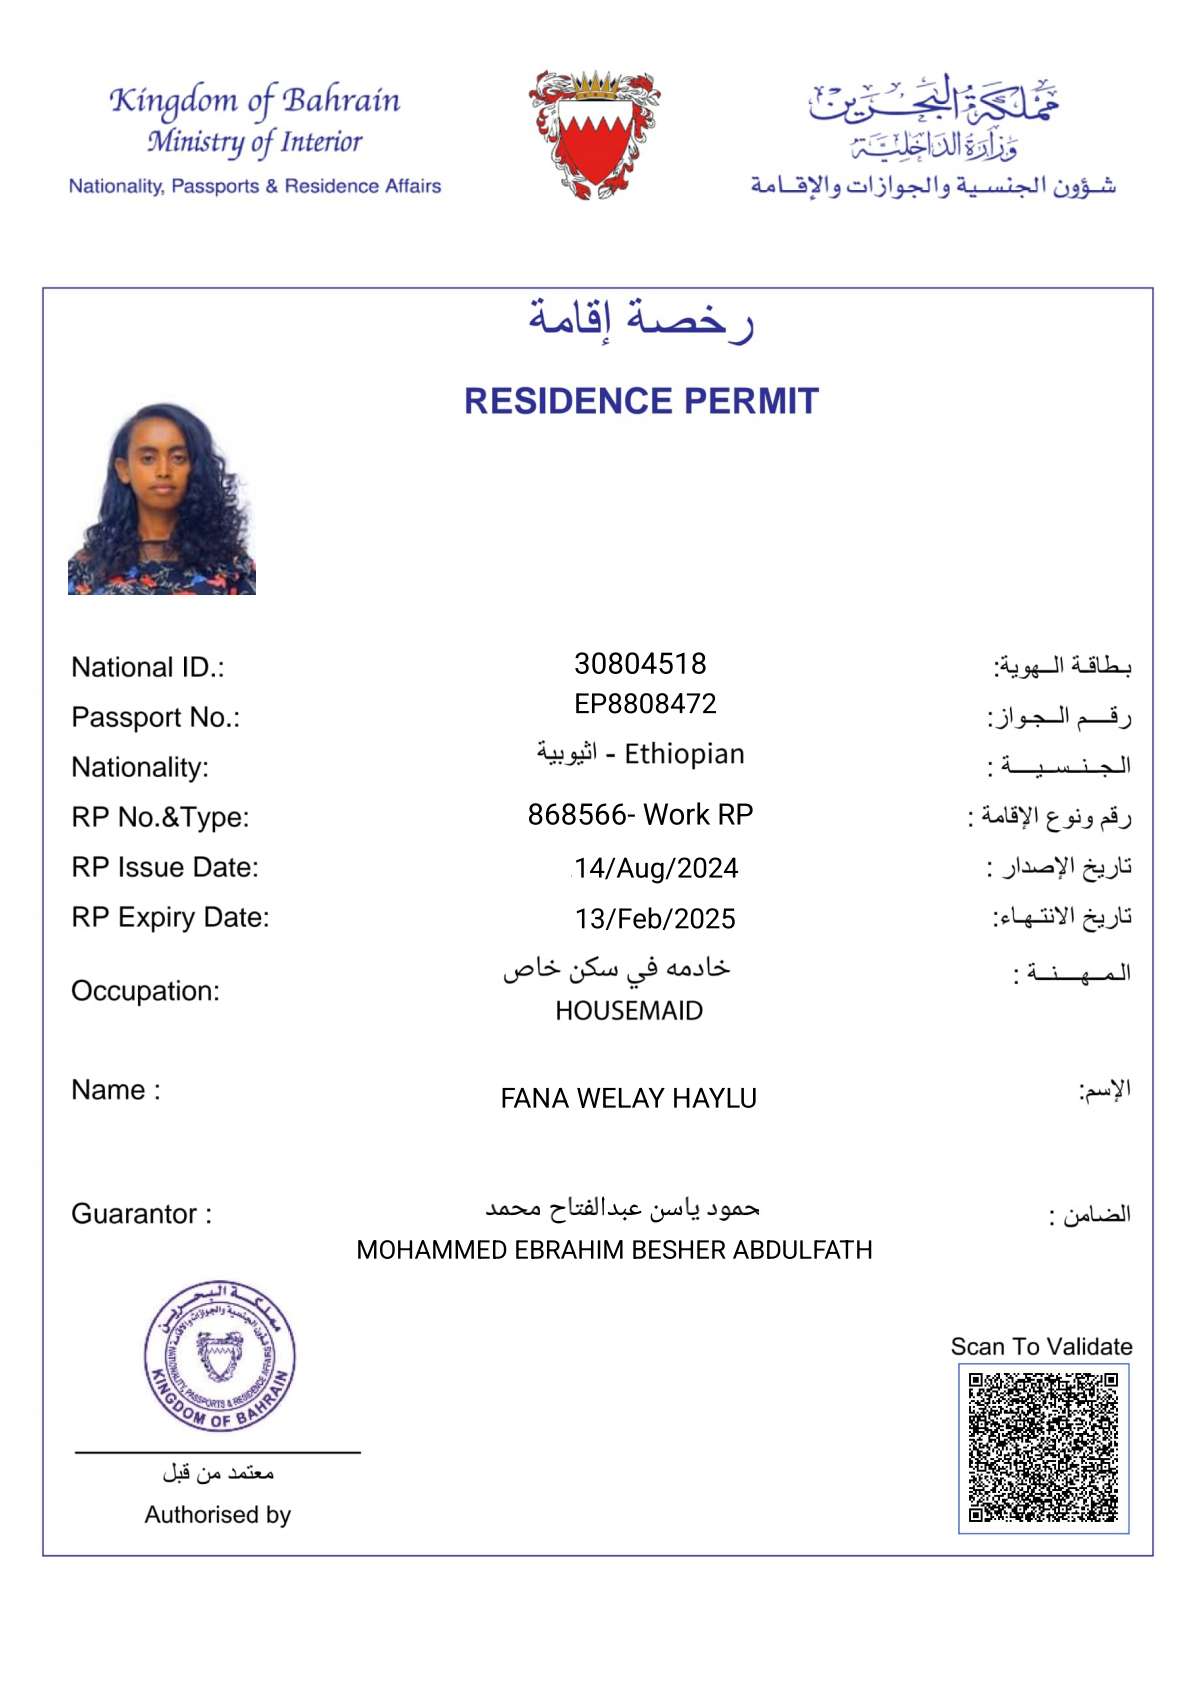 Kingdom of Bahrain
Ministry of Interior
Nationality, Passports & Residence Affairs
مملكة البحرين
وزارة الداخلية
شؤون الجنسية والجوازات والإقامة
رخصة إقامة
RESIDENCE PERMIT
National ID.: 30804518 بطاقة الهوية:
Passport No.: EP8808472 رقم الجواز:
Nationality: اثيوبية - Ethiopian الجنسية :
RP No.&Type: 868566- Work RP رقم ونوع الإقامة :
RP Issue Date: 14/Aug/2024 تاريخ الإصدار :
RP Expiry Date: 13/Feb/2025 تاريخ الانتهاء:
خادمه في سكن خاص المهنة :
Occupation:
HOUSEMAID
Name : FANA WELAY HAYLU الإسم:
Guarantor : حمود ياسن عبدالفتاح محمد الضامن :
MOHAMMED EBRAHIM BESHER ABDULFATH
مملكة البحرين
شؤون الجنسية والجوازات والإقامة
NATIONALITY, PASSPORTS & RESIDENCE AFFAIRS
KINGDOM OF BAHRAIN
Scan To Validate
معتمد من قبل
Authorised by